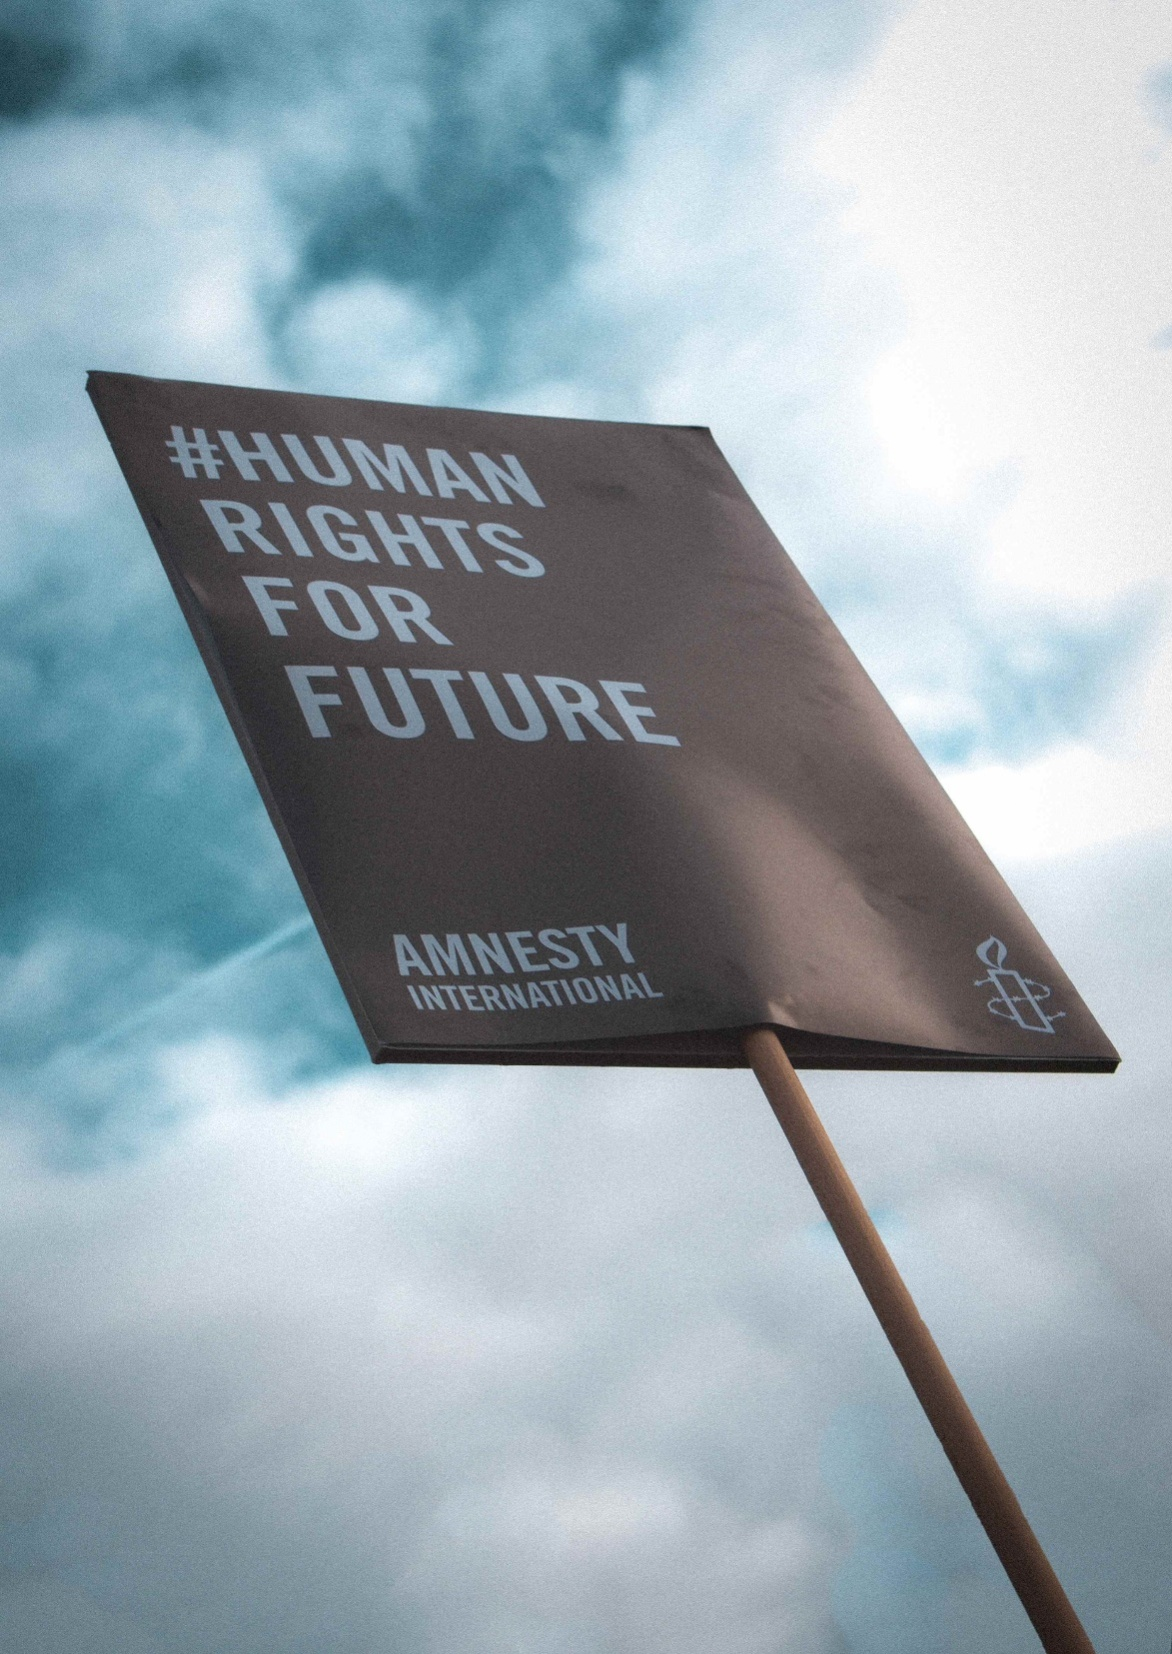 #HUMAN
RIGHTS
FOR
FUTURE
AMNESTY
INTERNATIONAL